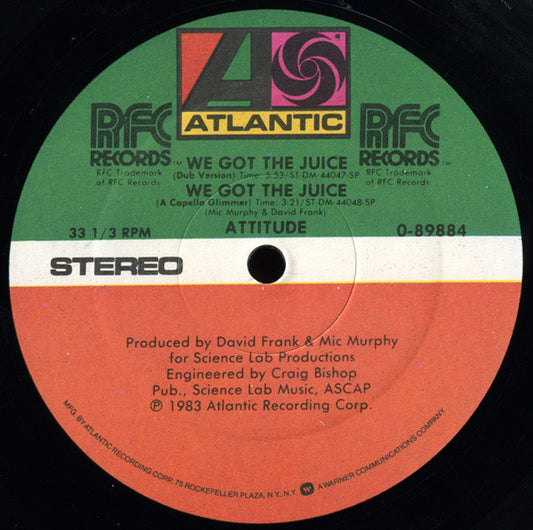 ATLANTIC
RFC
RECORDS™
RFC Trademark
of RFC Records
RFC
RECORDS™
RFC Trademark
of RFC Records
WE GOT THE JUICE
(Dub Version) Time: 5:53/ST-DM-44047-SP
WE GOT THE JUICE
(A Capella Glimmer) Time: 3:21/ST-DM-44048-SP
(Mic Murphy & David Frank)
33 1/3 RPM ATTITUDE 0-89884
STEREO
Produced by David Frank & Mic Murphy
for Science Lab Productions
Engineered by Craig Bishop
Pub., Science Lab Music, ASCAP
℗ 1983 Atlantic Recording Corp.
MFG. BY ATLANTIC RECORDING CORP. 75 ROCKEFELLER PLAZA, N.Y., N.Y. A WARNER COMMUNICATIONS COMPANY